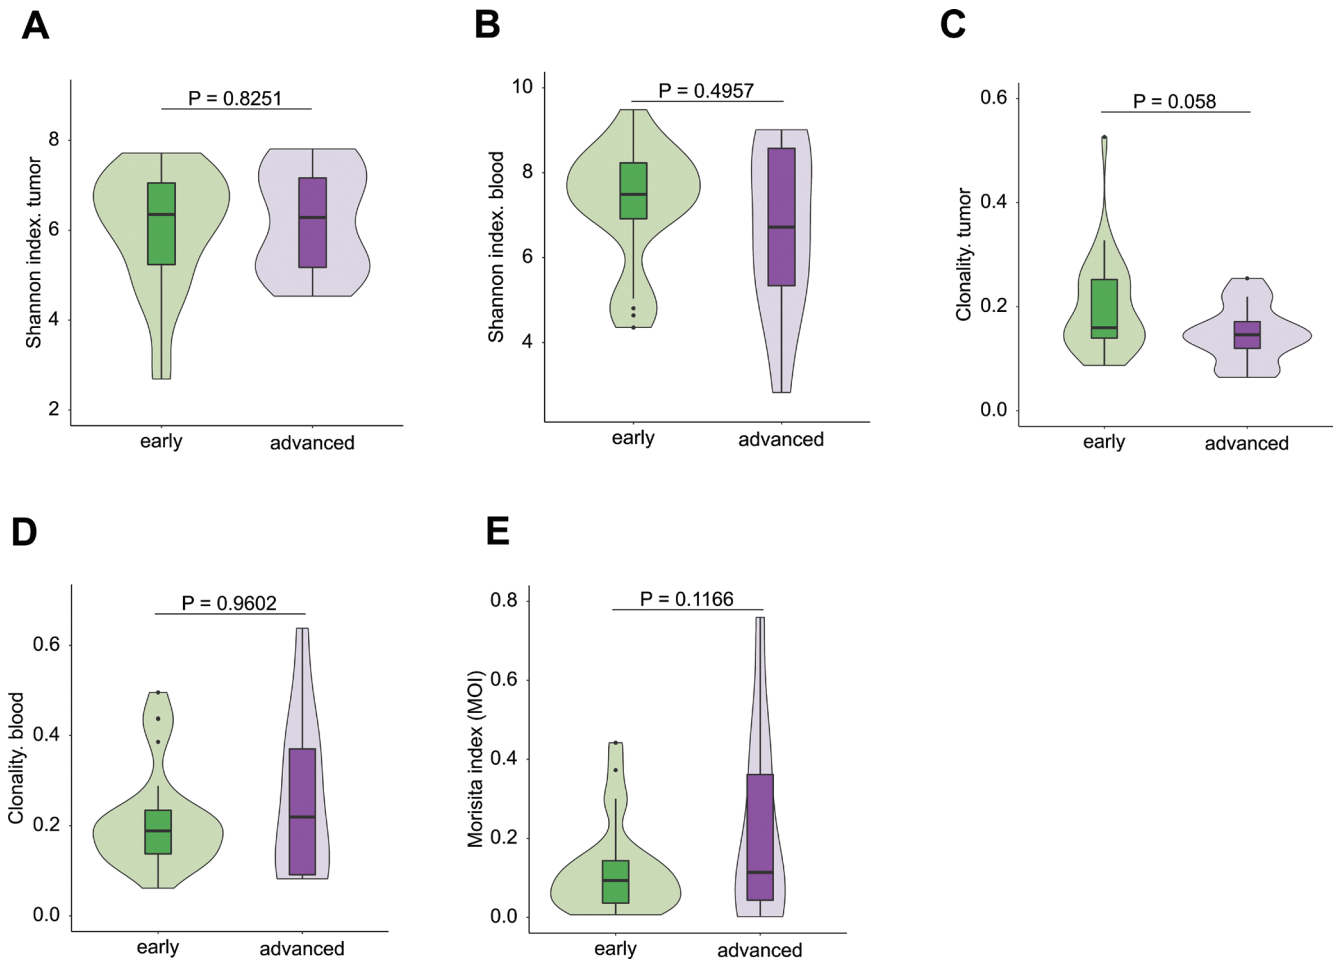 A
Shannon index. tumor
P = 0.8251
8
6
4
2
early
advanced
B
Shannon index. blood
P = 0.4957
10
8
6
4
early
advanced
C
Clonality. tumor
P = 0.058
0.6
0.4
0.2
0.0
early
advanced
D
Clonality. blood
P = 0.9602
0.6
0.4
0.2
0.0
early
advanced
E
Morisita index (MOI)
P = 0.1166
0.8
0.6
0.4
0.2
0.0
early
advanced